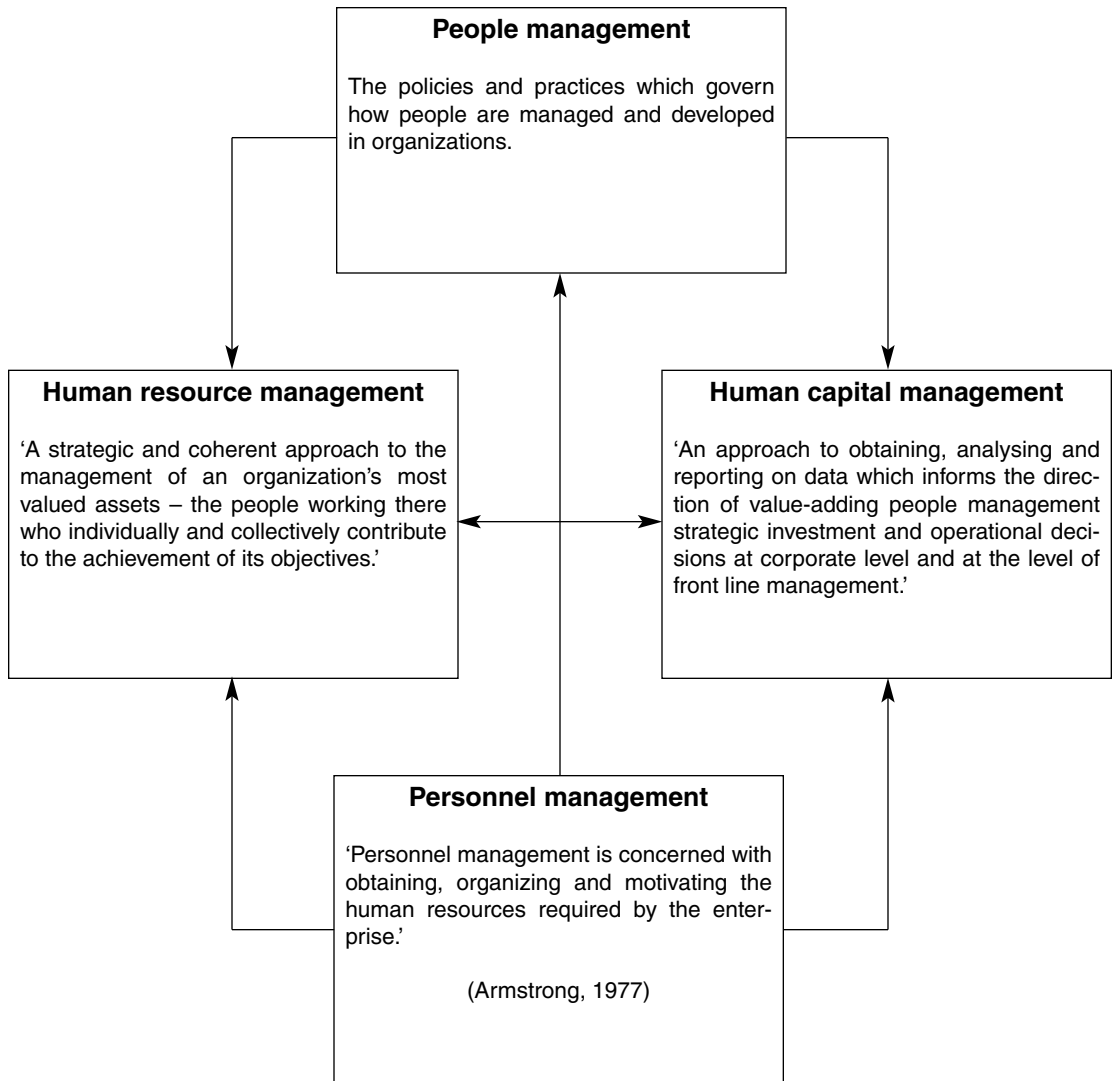 People management
The policies and practices which govern
how people are managed and developed
in organizations.
Human resource management
‘A strategic and coherent approach to the
management of an organization’s most
valued assets – the people working there
who individually and collectively contribute
to the achievement of its objectives.’
Human capital management
‘An approach to obtaining, analysing and
reporting on data which informs the direc-
tion of value-adding people management
strategic investment and operational deci-
sions at corporate level and at the level of
front line management.’
Personnel management
‘Personnel management is concerned with
obtaining, organizing and motivating the
human resources required by the enter-
prise.’
(Armstrong, 1977)